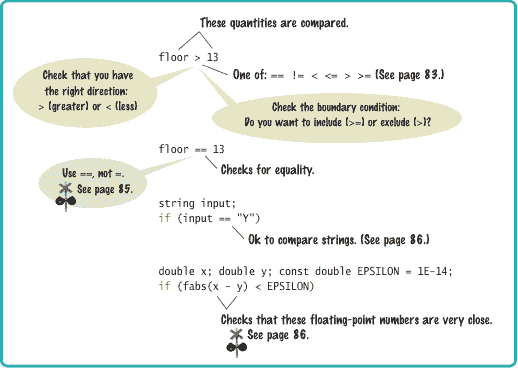 These quantities are compared.
floor > 13
Check that you have
the right direction:
> (greater) or < (less)
One of: == != < <= > >= (See page 83.)
Check the boundary condition:
Do you want to include (>=) or exclude (>)?
floor == 13
Checks for equality.
Use ==, not =.
See page 85.
string input;
if (input == "Y")
Ok to compare strings. (See page 86.)
double x; double y; const double EPSILON = 1E-14;
if (fabs(x - y) < EPSILON)
Checks that these floating-point numbers are very close.
See page 86.